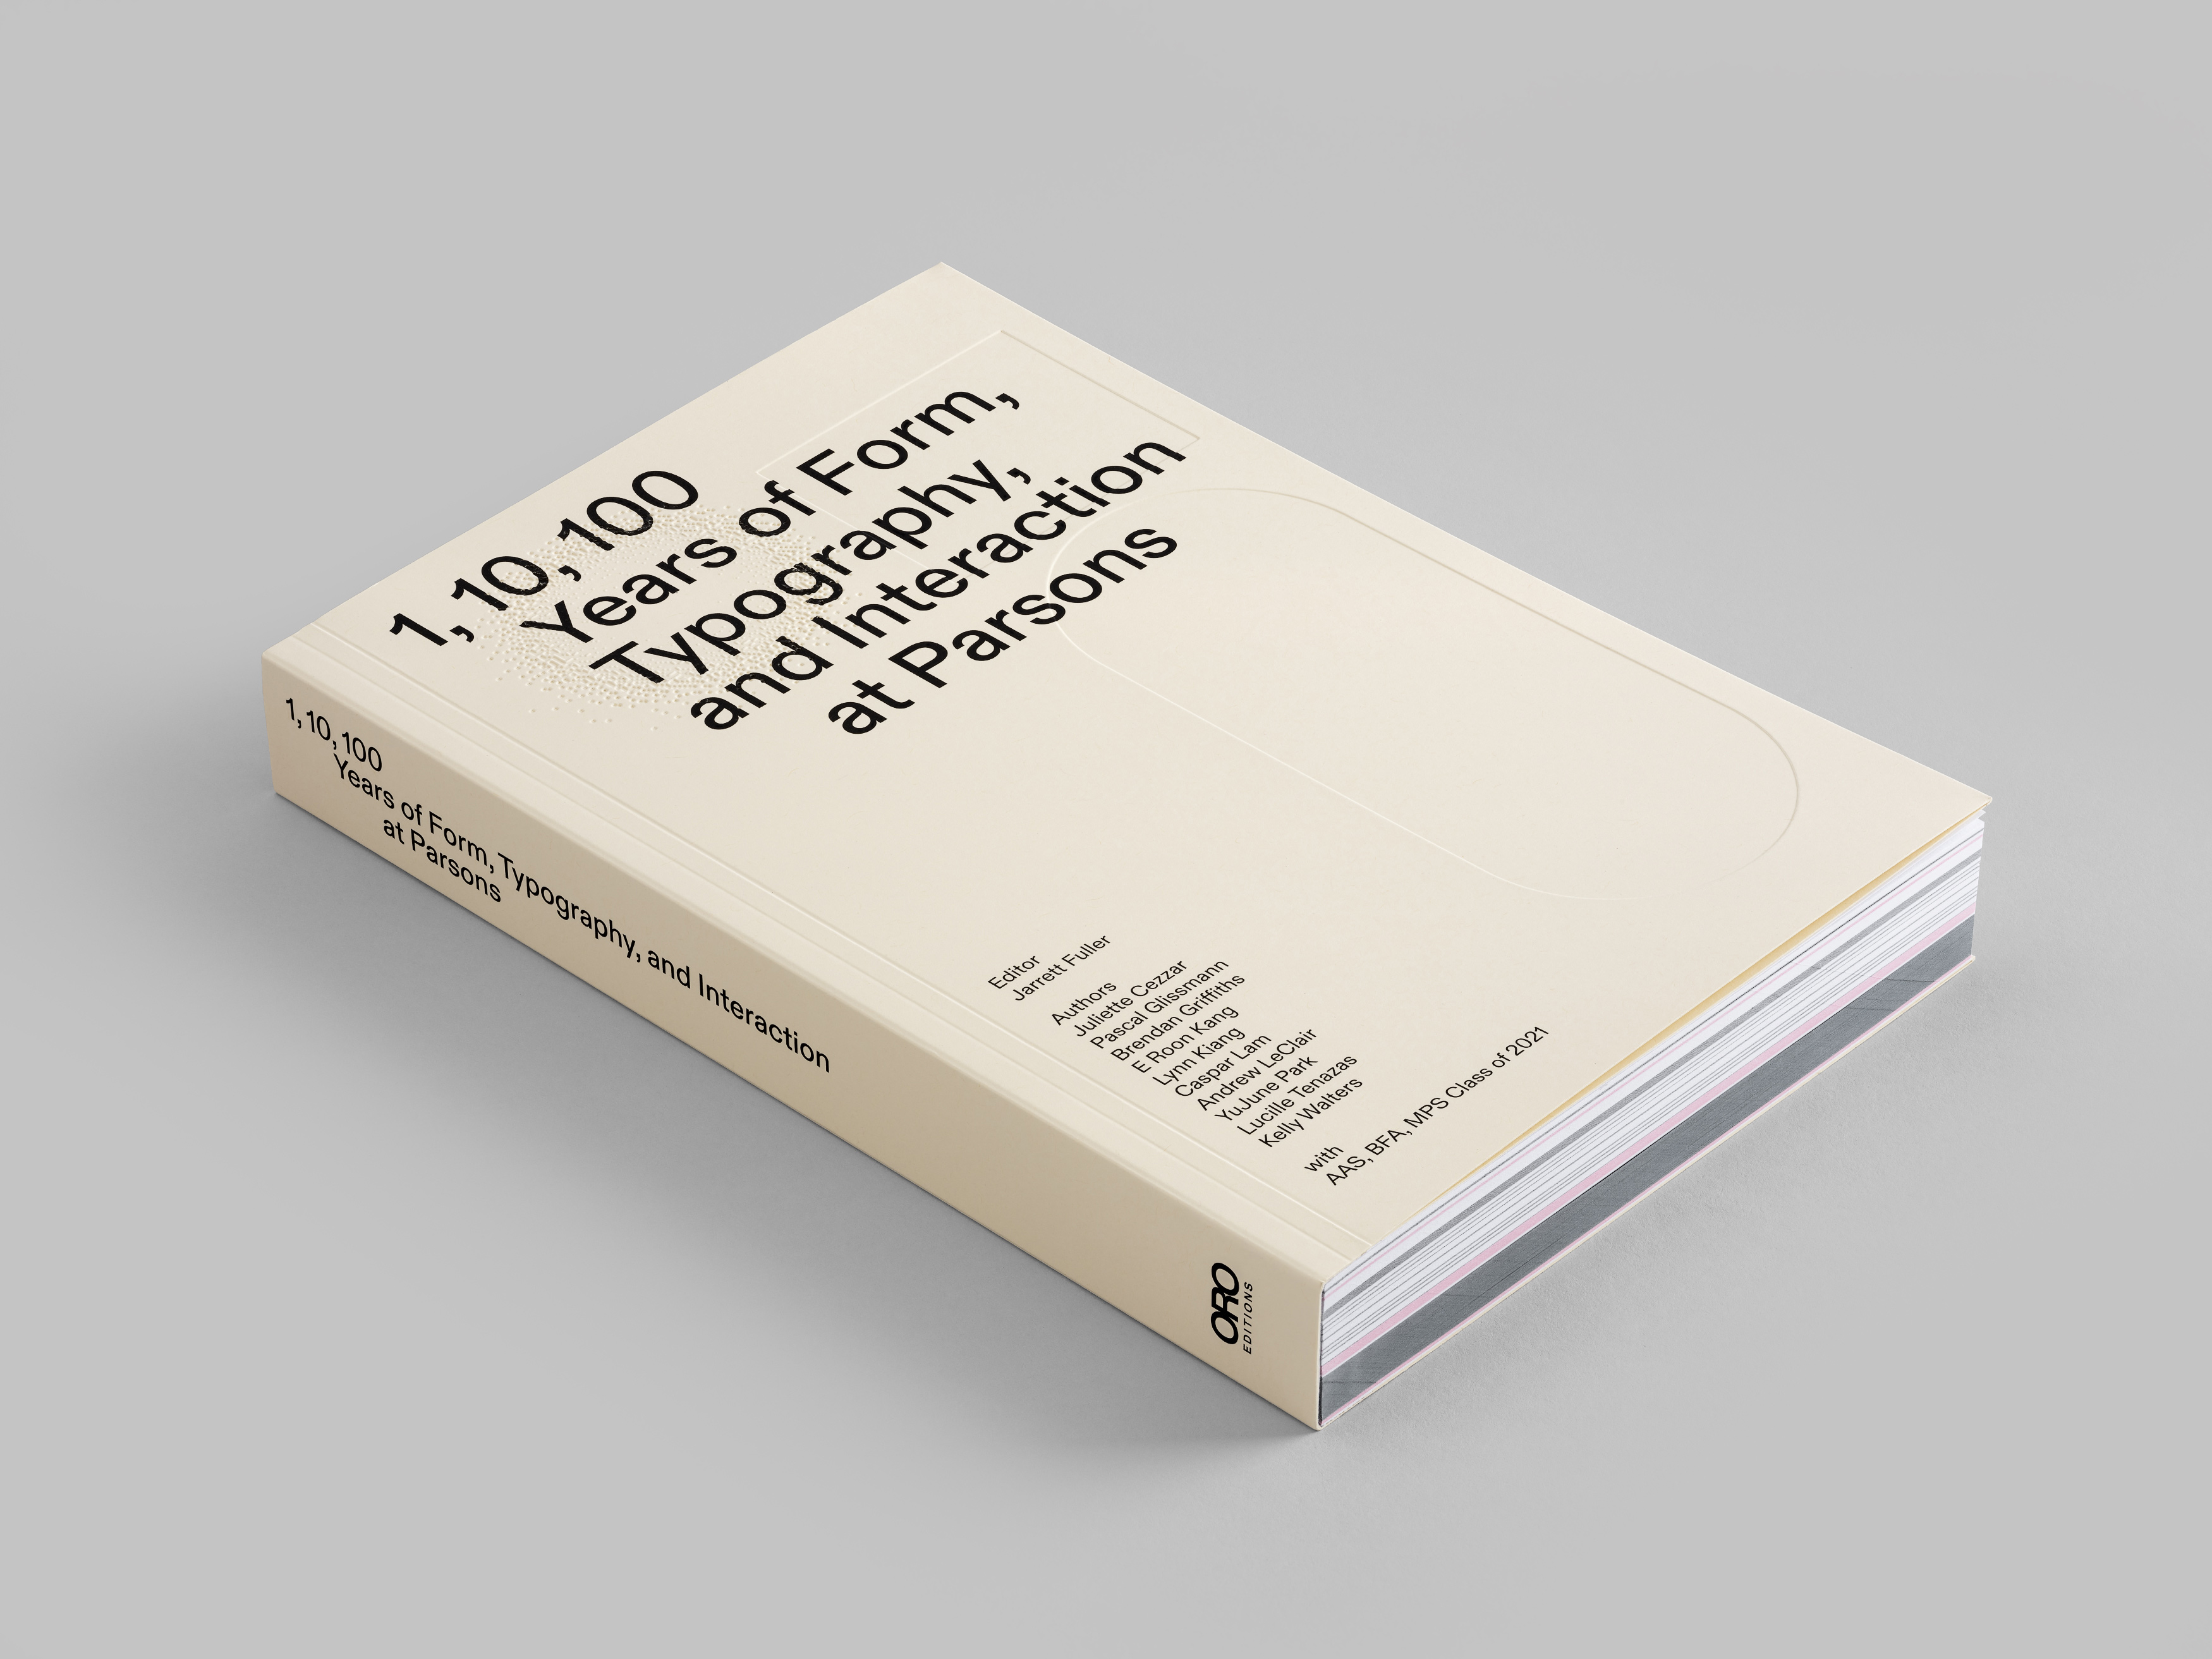 1, 10, 100
Years of Form,
Typography,
and Interaction
at Parsons
Editor
Jarrett Fuller
Authors
Juliette Cezzar
Pascal Glissmann
Brendan Griffiths
E Roon Kang
Lynn Kiang
Caspar Lam
Andrew LeClair
YuJune Park
Lucille Tenazas
Kelly Walters
with
AAS, BFA, MPS Class of 2021
1, 10, 100
Years of Form, Typography, and Interaction
at Parsons
ORO
EDITIONS